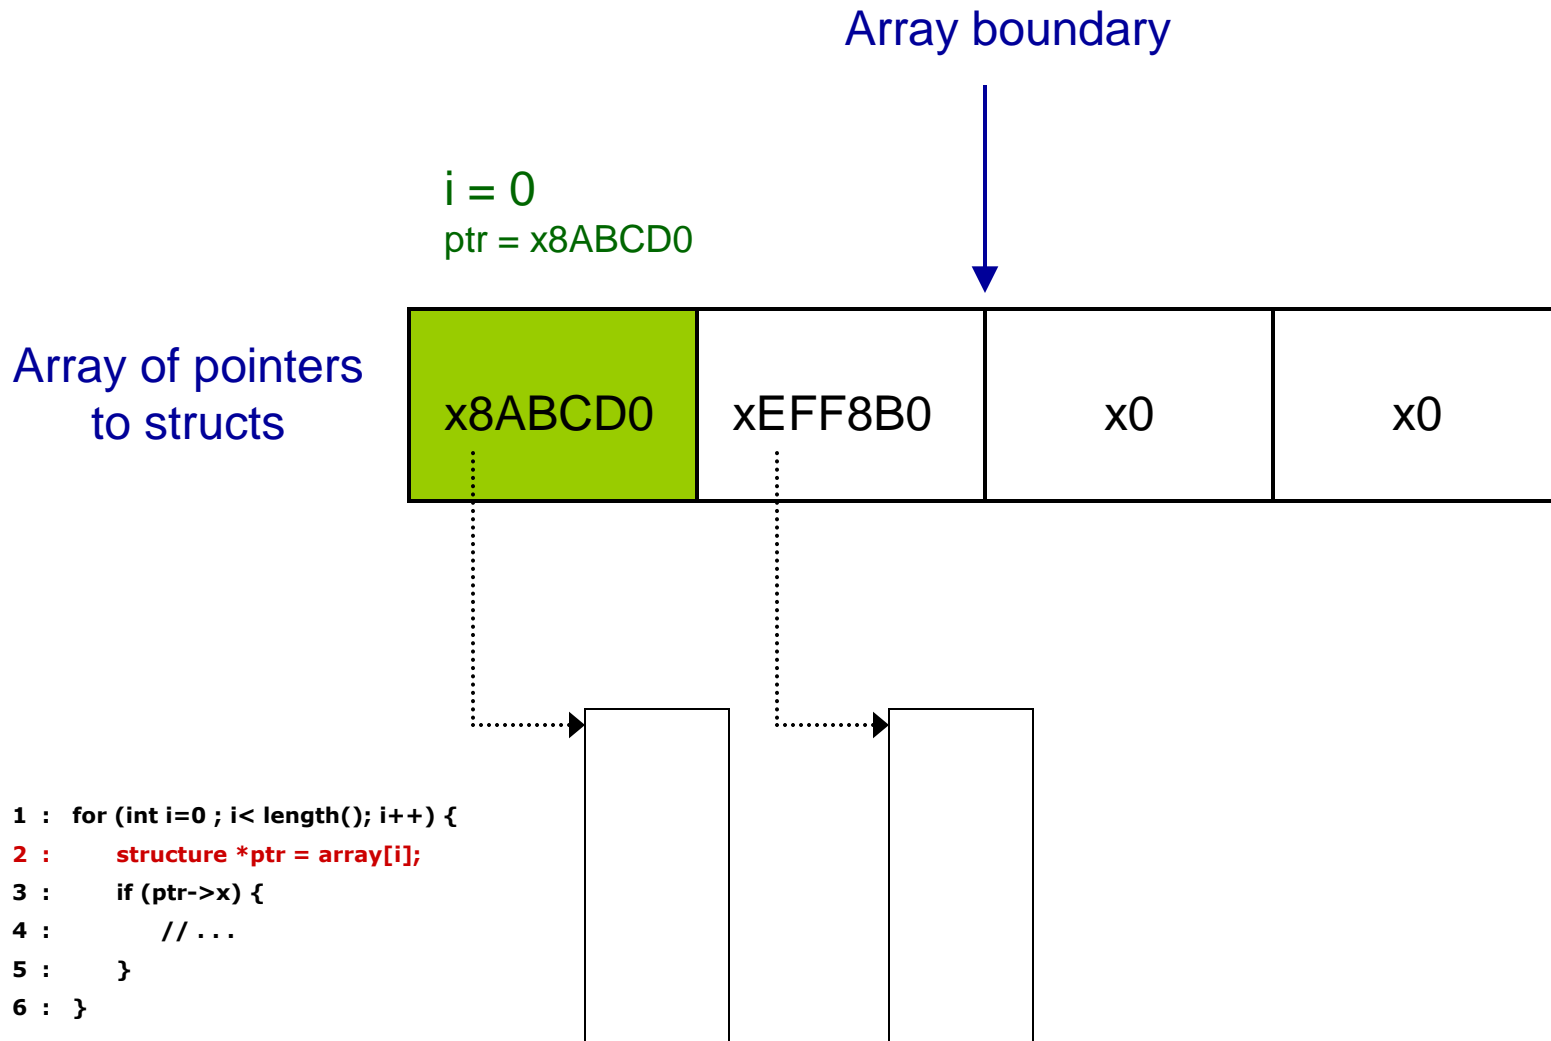 Array boundary
i = 0
ptr = x8ABCD0
Array of pointers
to structs
x8ABCD0 xEFF8B0 x0 x0
1 : for (int i=0 ; i< length(); i++) {
2 : structure *ptr = array[i];
3 : if (ptr->x) {
4 : // . . .
5 : }
6 : }